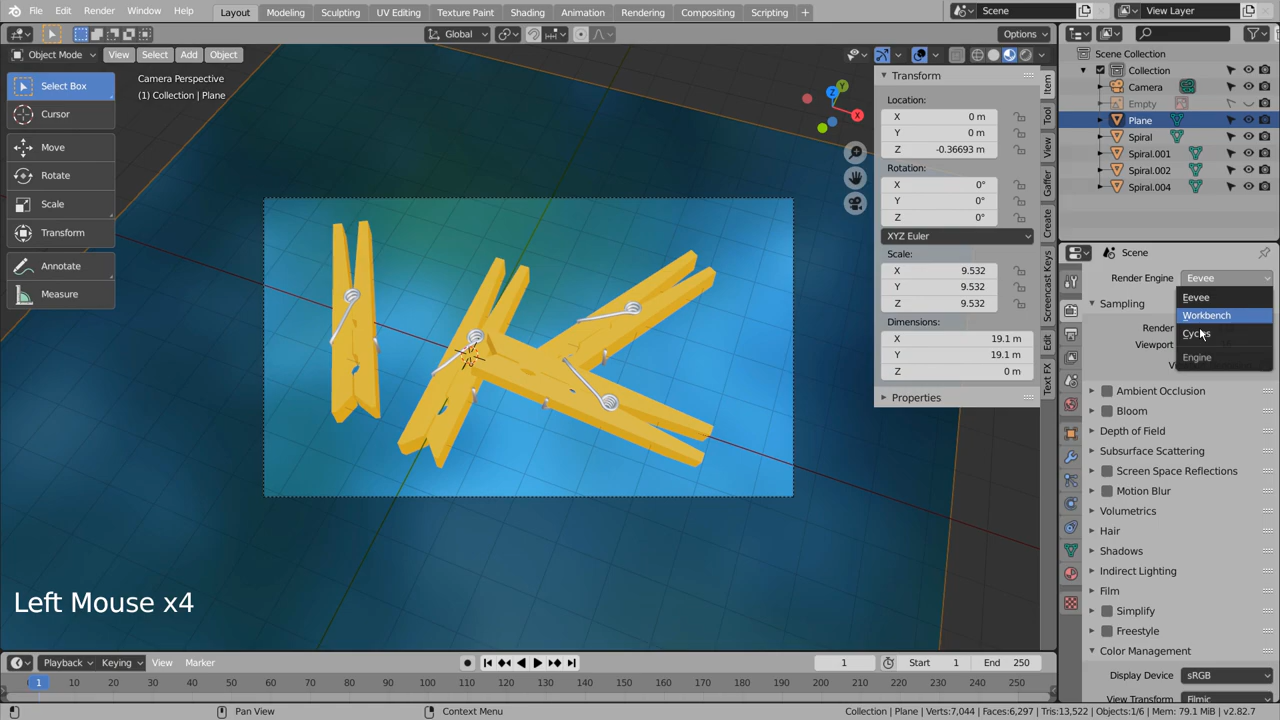 File Edit Render Window Help Layout Modeling Sculpting UV Editing Texture Paint Shading Animation Rendering Compositing Scripting + Scene View Layer
Global Options
Object Mode View Select Add Object
Select Box
Cursor
Move
Rotate
Scale
Transform
Annotate
Measure
Camera Perspective
(1) Collection | Plane
Z
Y
X
Transform
Location:
X 0 m
Y 0 m
Z -0.36693 m
Rotation:
X 0°
Y 0°
Z 0°
XYZ Euler
Scale:
X 9.532
Y 9.532
Z 9.532
Dimensions:
X 19.1 m
Y 19.1 m
Z 0 m
Properties
Item
Tool
View
Gaffer
Create
Screencast Keys
Edit
Text FX
Scene Collection
Collection
Camera
Empty
Plane
Spiral
Spiral.001
Spiral.002
Spiral.004
Scene
Render Engine Eevee
Eevee
Workbench
Cycles
Engine
Sampling
Render
Viewport
Ambient Occlusion
Bloom
Depth of Field
Subsurface Scattering
Screen Space Reflections
Motion Blur
Volumetrics
Hair
Shadows
Indirect Lighting
Film
Simplify
Freestyle
Color Management
Display Device sRGB
View Transform Filmic
Left Mouse x4
Playback Keying View Marker 1 Start 1 End 250
1 10 20 30 40 50 60 70 80 90 100 110 120 130 140 150 160 170 180 190 200 210 220 230 240 250
Pan View Context Menu Collection | Plane | Verts:7,044 | Faces:6,297 | Tris:13,522 | Objects:1/6 | Mem: 79.1 MiB | v2.82.7